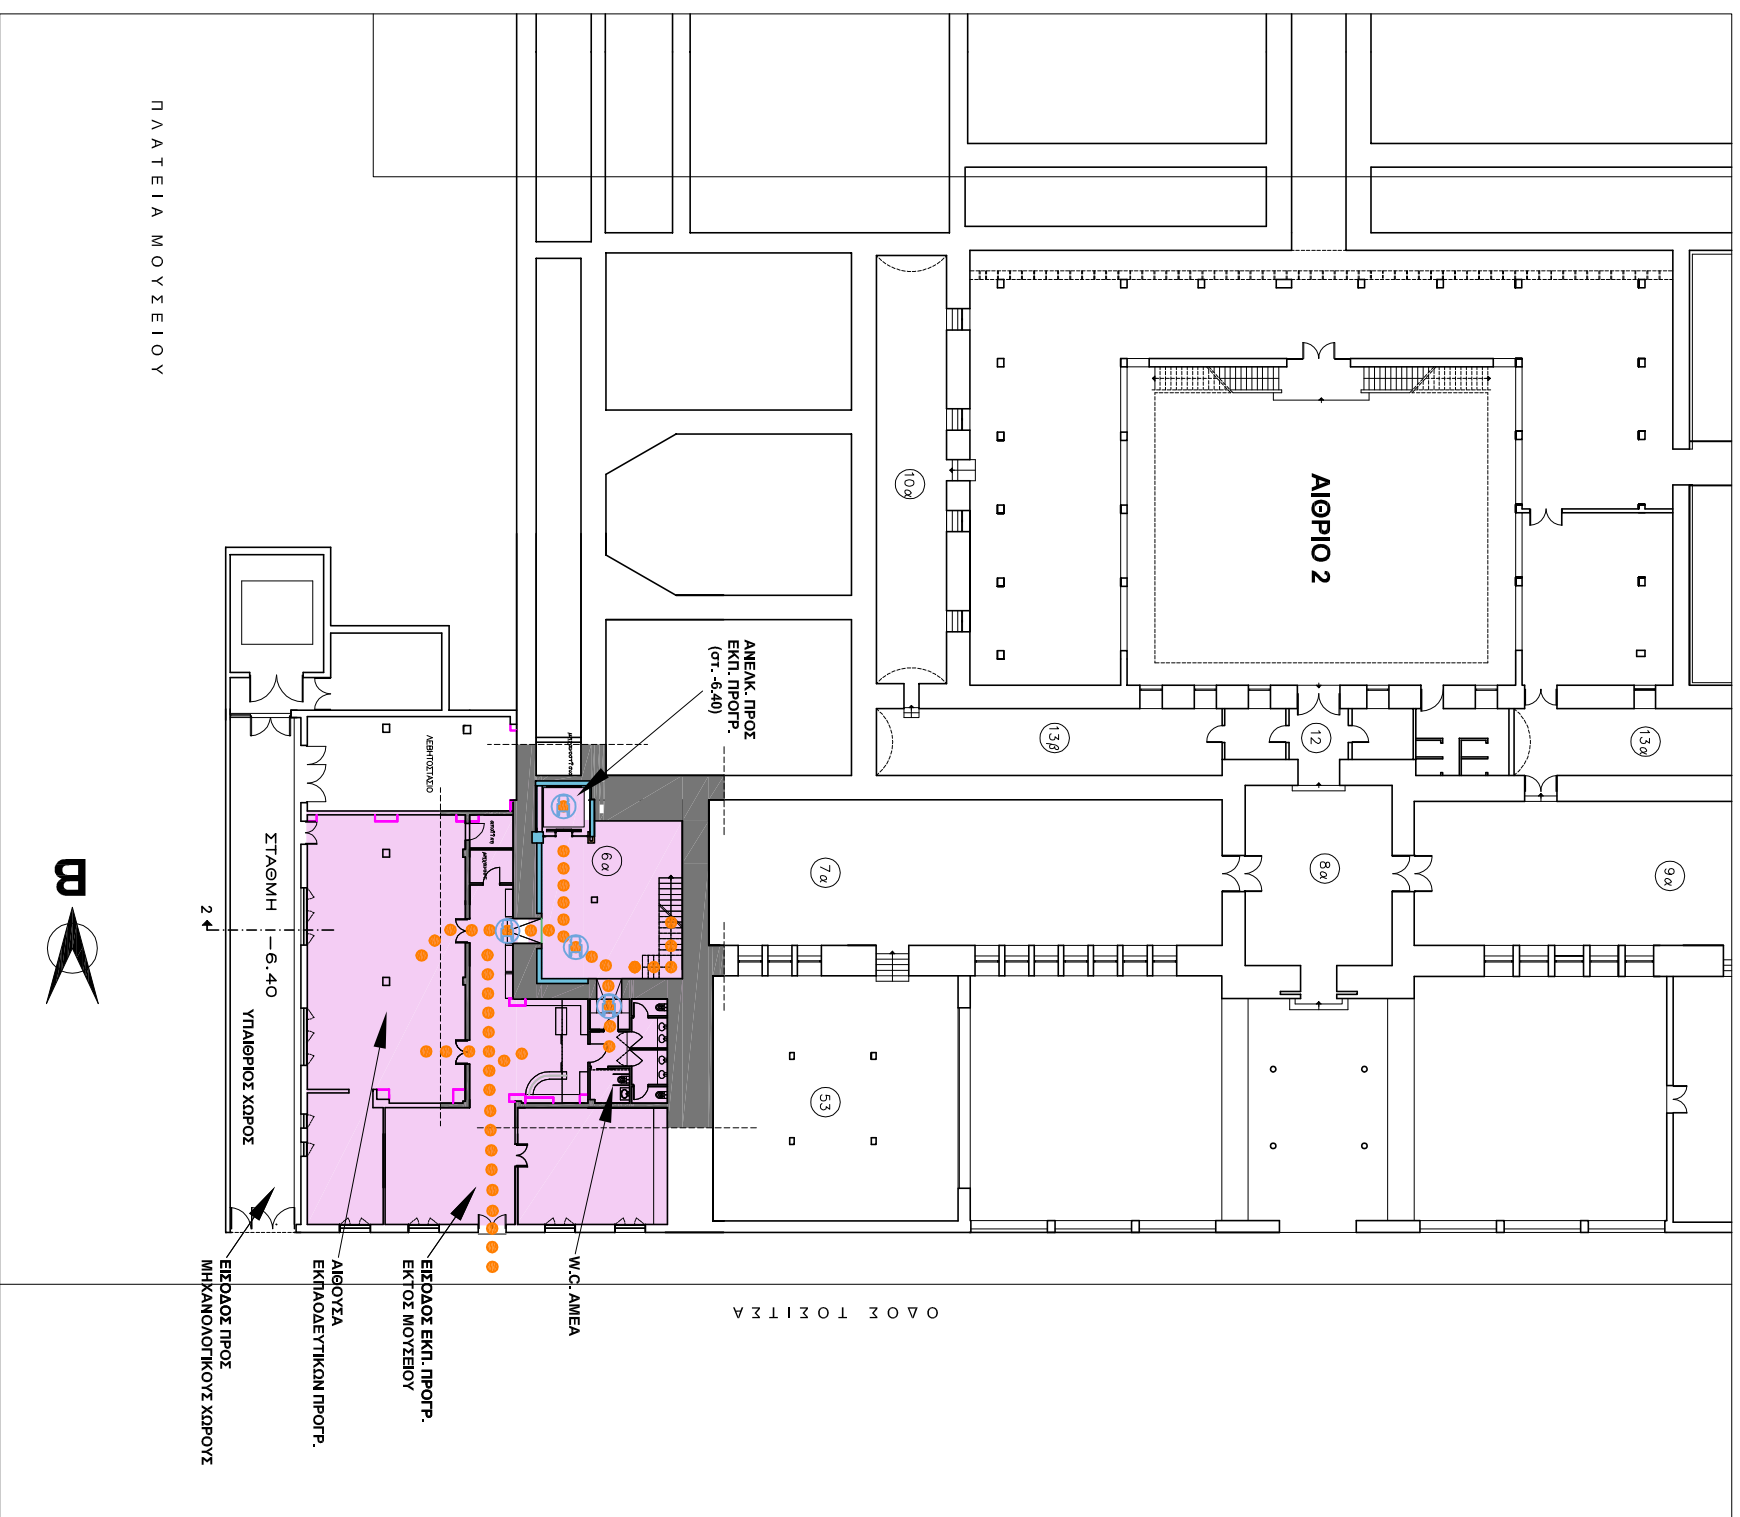 ΠΛΑΤΕΙΑ ΜΟΥΣΕΙΟΥ
ΑΙΘΡΙΟ 2
10α
13β
12
13α
ΑΝΕΛΚ. ΠΡΟΣ
ΕΚΠ. ΠΡΟΓΡ.
(στ. -6.40)
ΛΕΒΗΤΟΣΤΑΣΙΟ
6α
7α
8α
9α
53
Β
2
ΣΤΑΘΜΗ -6.40
ΥΠΑΙΘΡΙΟΣ ΧΩΡΟΣ
W.C. ΑΜΕΑ
ΕΙΣΟΔΟΣ ΕΚΠ. ΠΡΟΓΡ.
ΕΚΤΟΣ ΜΟΥΣΕΙΟΥ
ΑΙΘΟΥΣΑ
ΕΚΠΑΟΔΕΥΤΙΚΩΝ ΠΡΟΓΡ.
ΕΙΣΟΔΟΣ ΠΡΟΣ
ΜΗΧΑΝΟΛΟΓΙΚΟΥΣ ΧΩΡΟΥΣ
ΟΔΟΣ ΤΟΣΙΤΣΑ